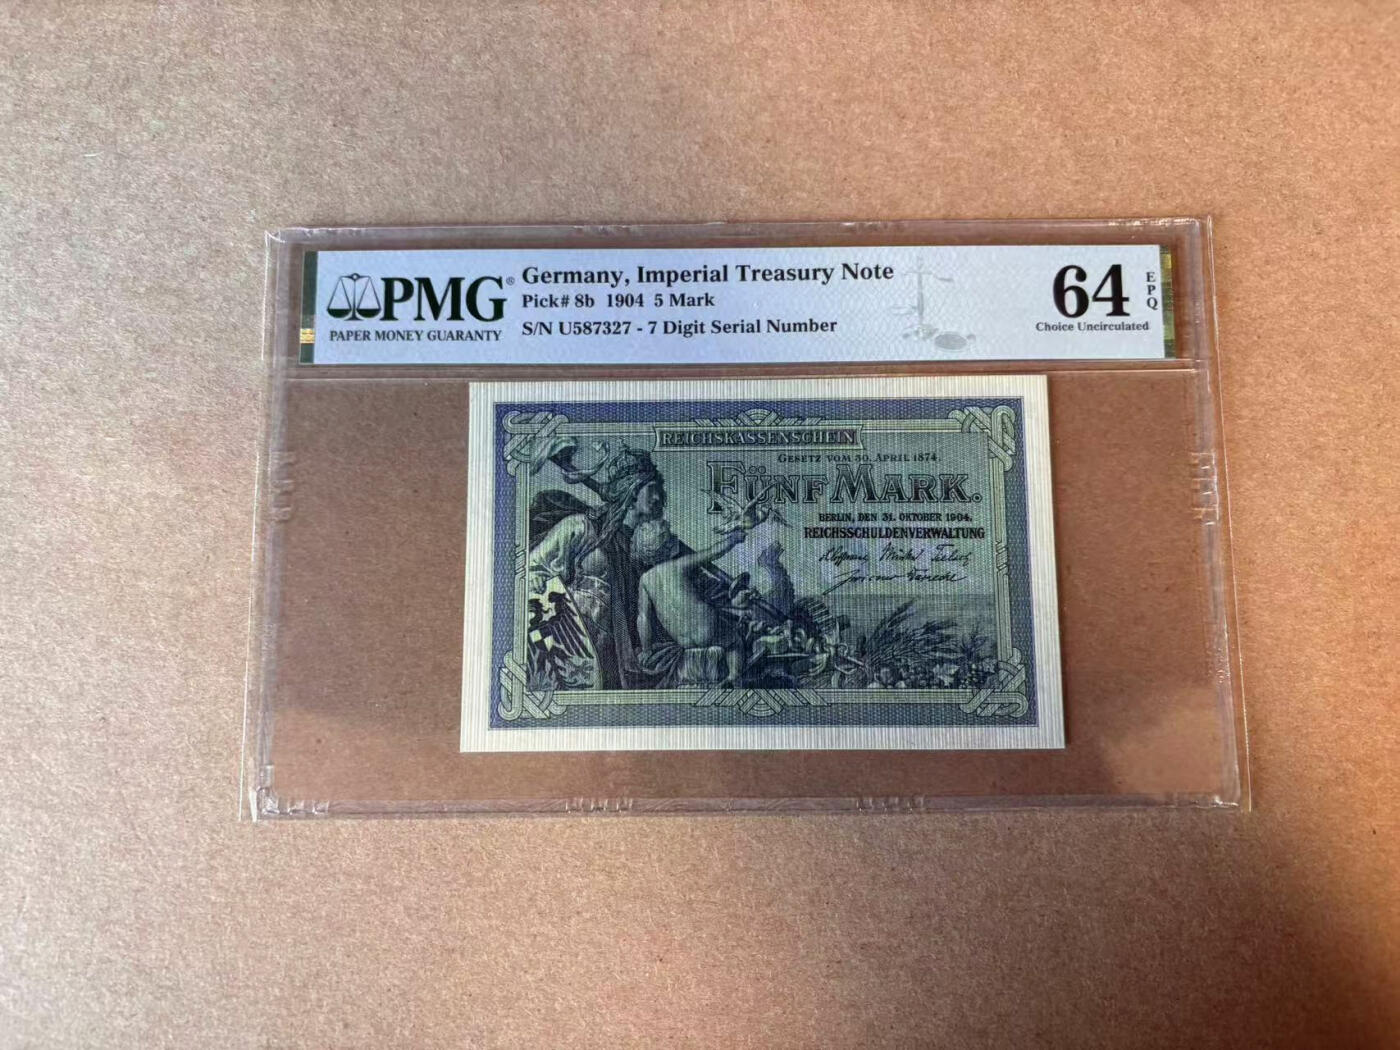 PMG®
PAPER MONEY GUARANTY
Germany, Imperial Treasury Note
Pick# 8b 1904 5 Mark
S/N U587327 - 7 Digit Serial Number
64 EPQ
Choice Uncirculated
REICHSKASSENSCHEIN
GESETZ VOM 30. APRIL 1874.
FÜNF MARK.
BERLIN, DEN 31. OKTOBER 1904.
REICHSSCHULDENVERWALTUNG